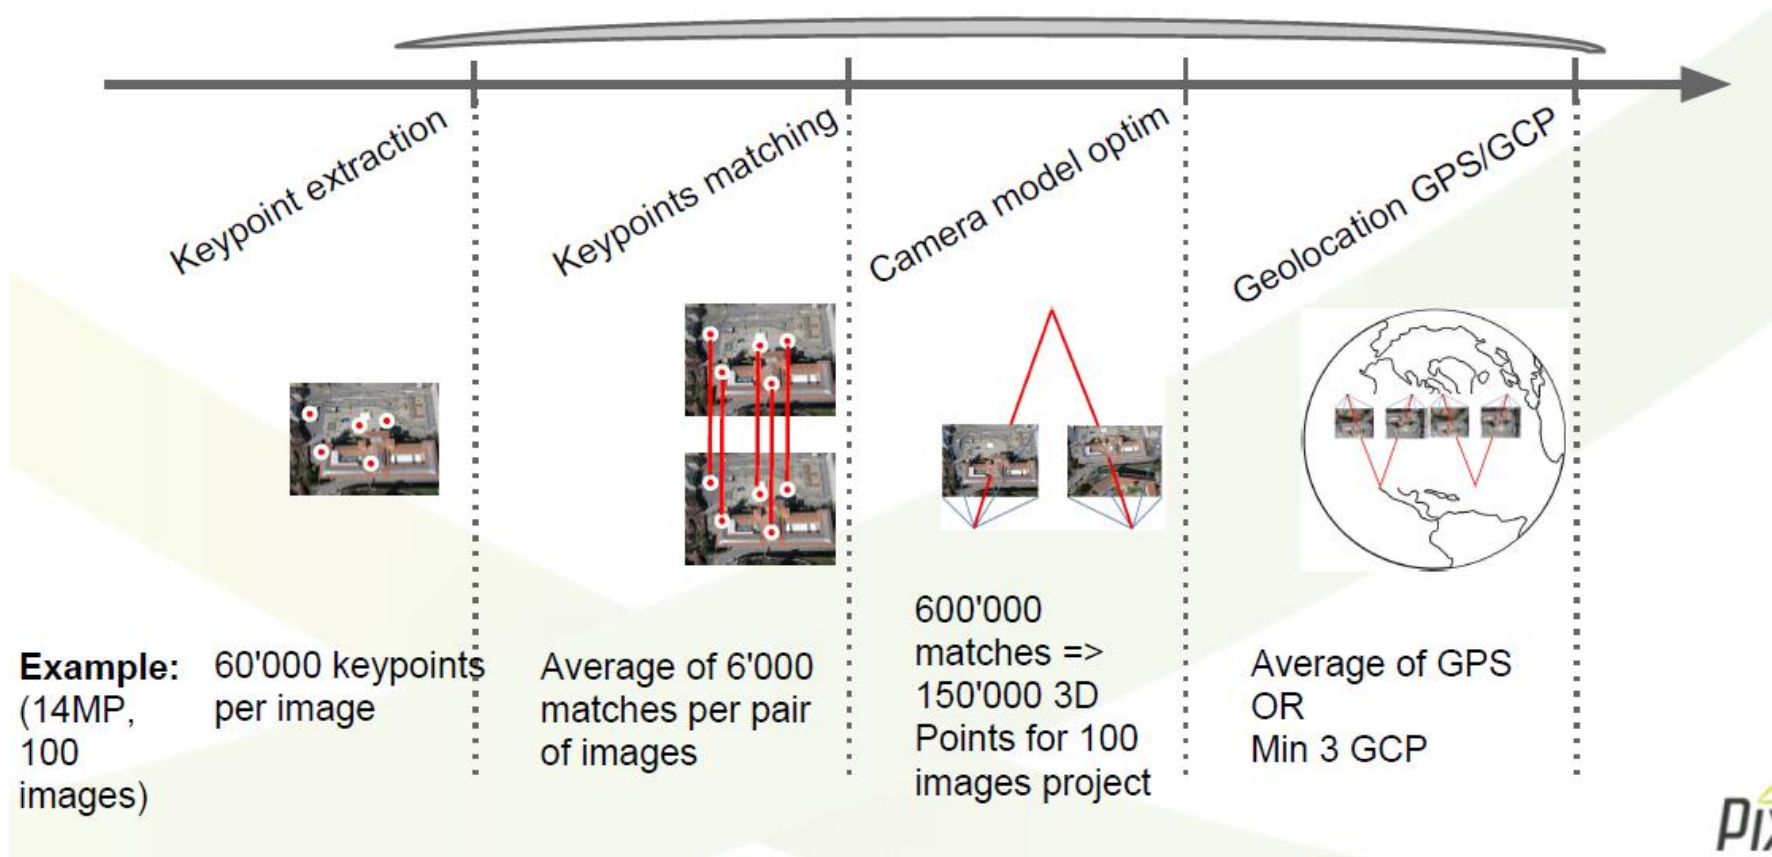 Keypoint extraction
Keypoints matching
Camera model optim
Geolocation GPS/GCP
Example:
(14MP,
100
images)
60'000 keypoints
per image
Average of 6'000
matches per pair
of images
600'000
matches =>
150'000 3D
Points for 100
images project
Average of GPS
OR
Min 3 GCP